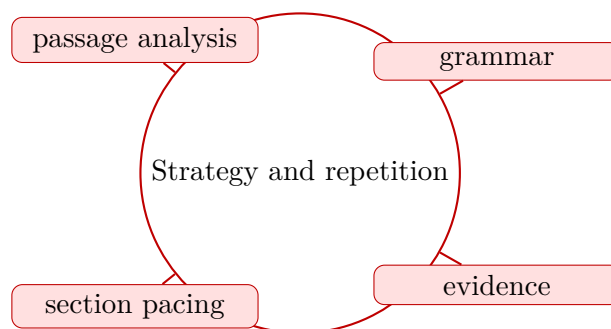 passage analysis
grammar
Strategy and repetition
section pacing
evidence